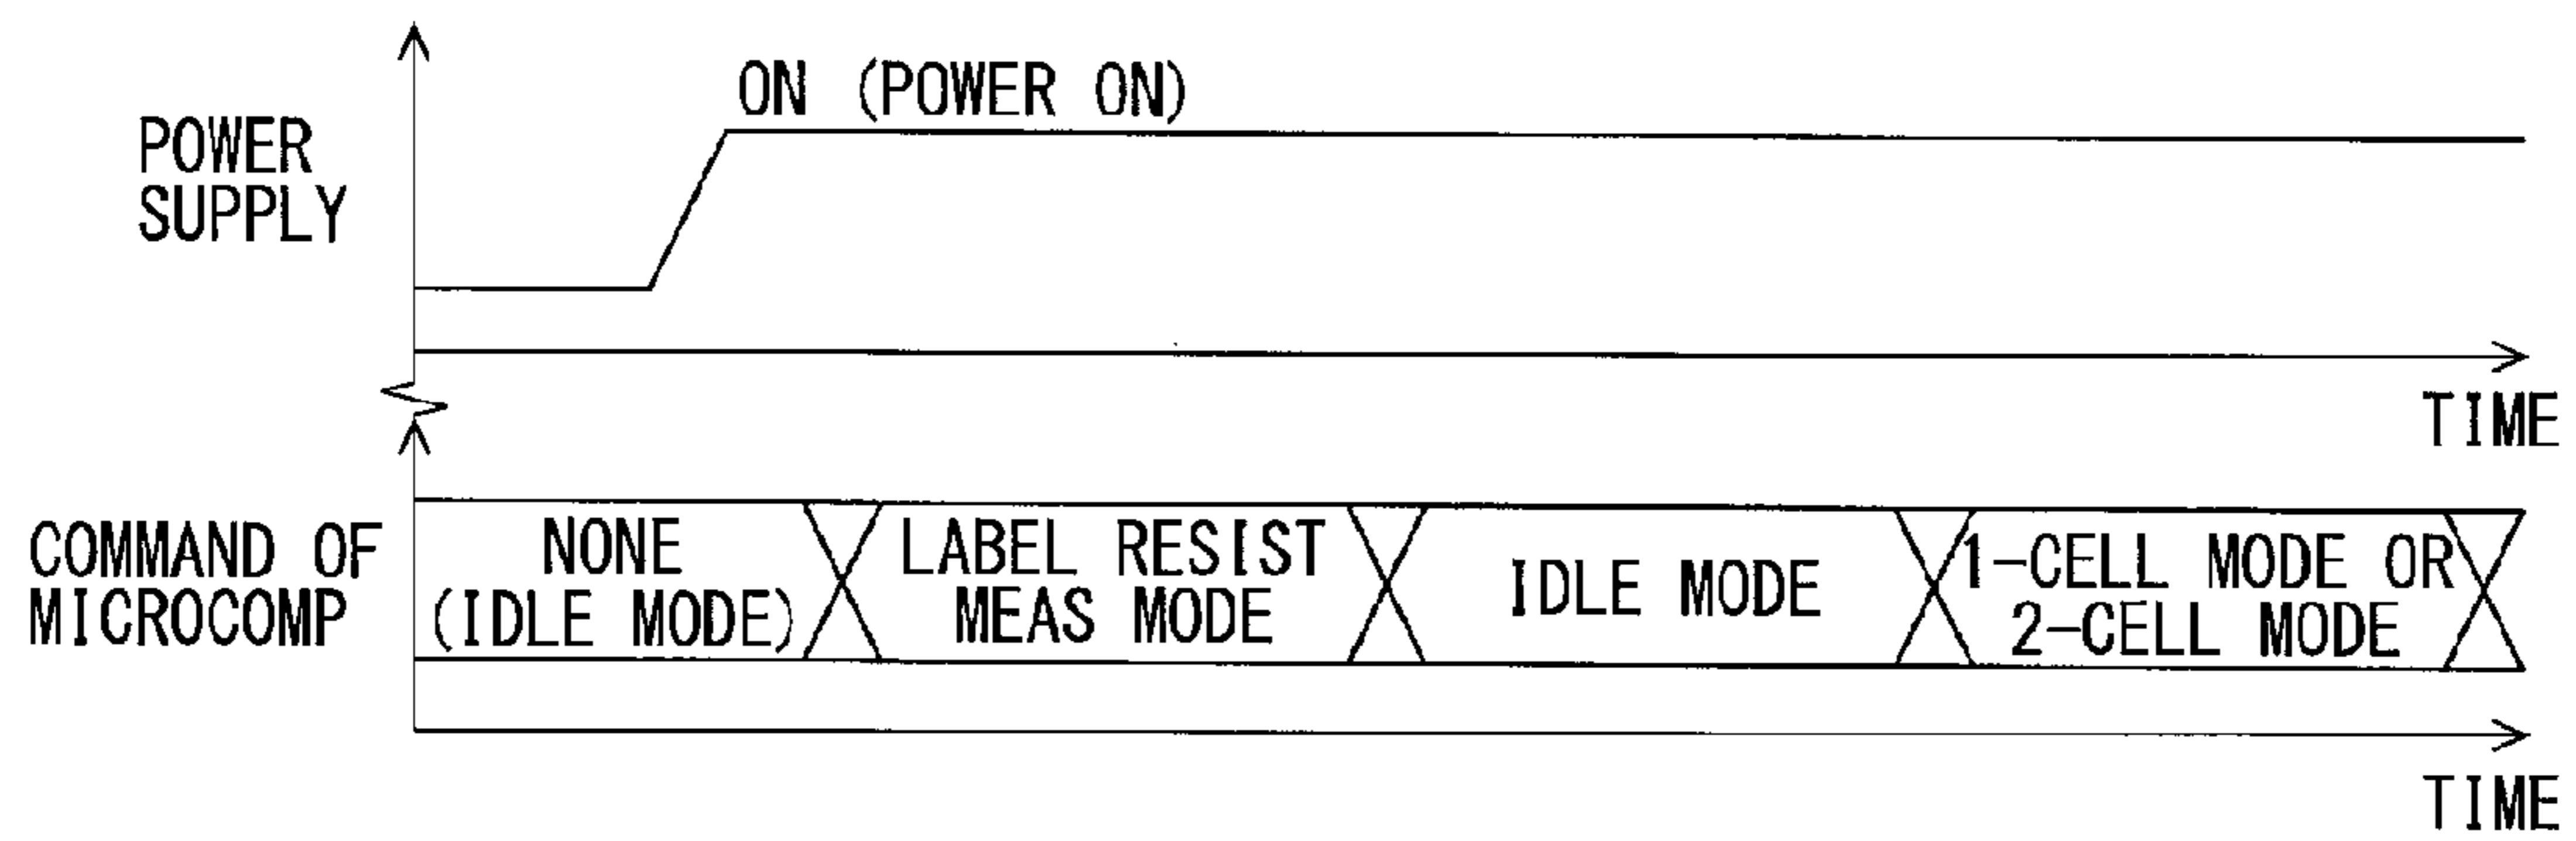 ON (POWER ON)
POWER
SUPPLY
TIME
COMMAND OF
MICROCOMP
NONE
(IDLE MODE)
LABEL RESIST
MEAS MODE
IDLE MODE
1-CELL MODE OR
2-CELL MODE
TIME